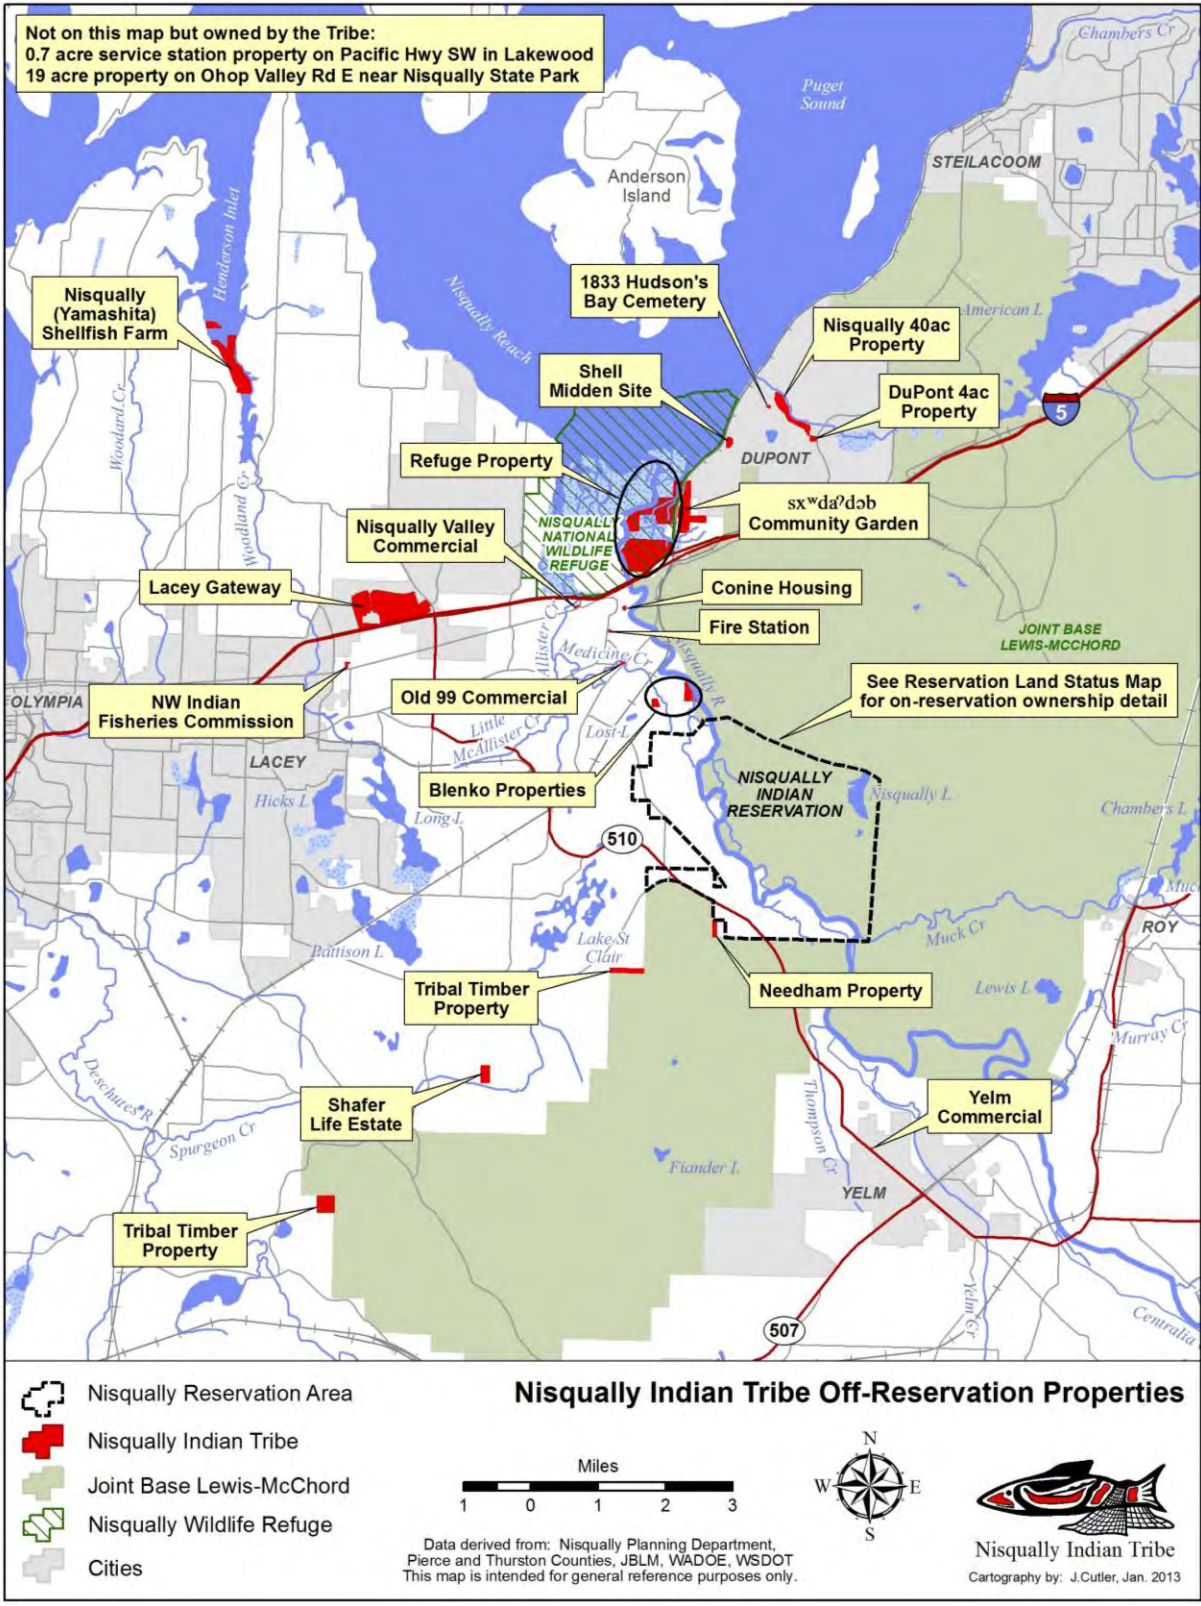 Not on this map but owned by the Tribe:
0.7 acre service station property on Pacific Hwy SW in Lakewood
19 acre property on Ohop Valley Rd E near Nisqually State Park
Chambers Cr
Puget
Sound
STEILACOOM
Anderson
Island
Henderson Inlet
Nisqually
(Yamashita)
Shellfish Farm
Nisqually Reach
1833 Hudson's
Bay Cemetery
American L
Nisqually 40ac
Property
Shell
Midden Site
DuPont 4ac
Property
5
Woodard Cr
DUPONT
Refuge Property
Woodland Cr
sxʷdaʔdəb
Community Garden
Nisqually Valley
Commercial
NISQUALLY
NATIONAL
WILDLIFE
REFUGE
Lacey Gateway
Conine Housing
Fire Station
JOINT BASE
LEWIS-MCCHORD
Medicine Cr
Nisqually R
See Reservation Land Status Map
for on-reservation ownership detail
OLYMPIA
NW Indian
Fisheries Commission
Old 99 Commercial
Little
McAllister Cr
Lost L
LACEY
Blenko Properties
NISQUALLY
INDIAN
RESERVATION
Nisqually L
Hicks L
Long L
Chambers L
510
Muck Cr
ROY
Pattison L
Lake St
Clair
Tribal Timber
Property
Needham Property
Lewis L
Murray Cr
Deschutes R
Shafer
Life Estate
Thompson Cr
Yelm
Commercial
Spurgeon Cr
Fiander L
YELM
Tribal Timber
Property
Yelm Cr
Centralia
507
Nisqually Reservation Area
Nisqually Indian Tribe
Joint Base Lewis-McChord
Nisqually Wildlife Refuge
Cities
Nisqually Indian Tribe Off-Reservation Properties
Miles
1 0 1 2 3
Data derived from: Nisqually Planning Department,
Pierce and Thurston Counties, JBLM, WADOE, WSDOT
This map is intended for general reference purposes only.
N
W E
S
Nisqually Indian Tribe
Cartography by: J.Cutler, Jan. 2013